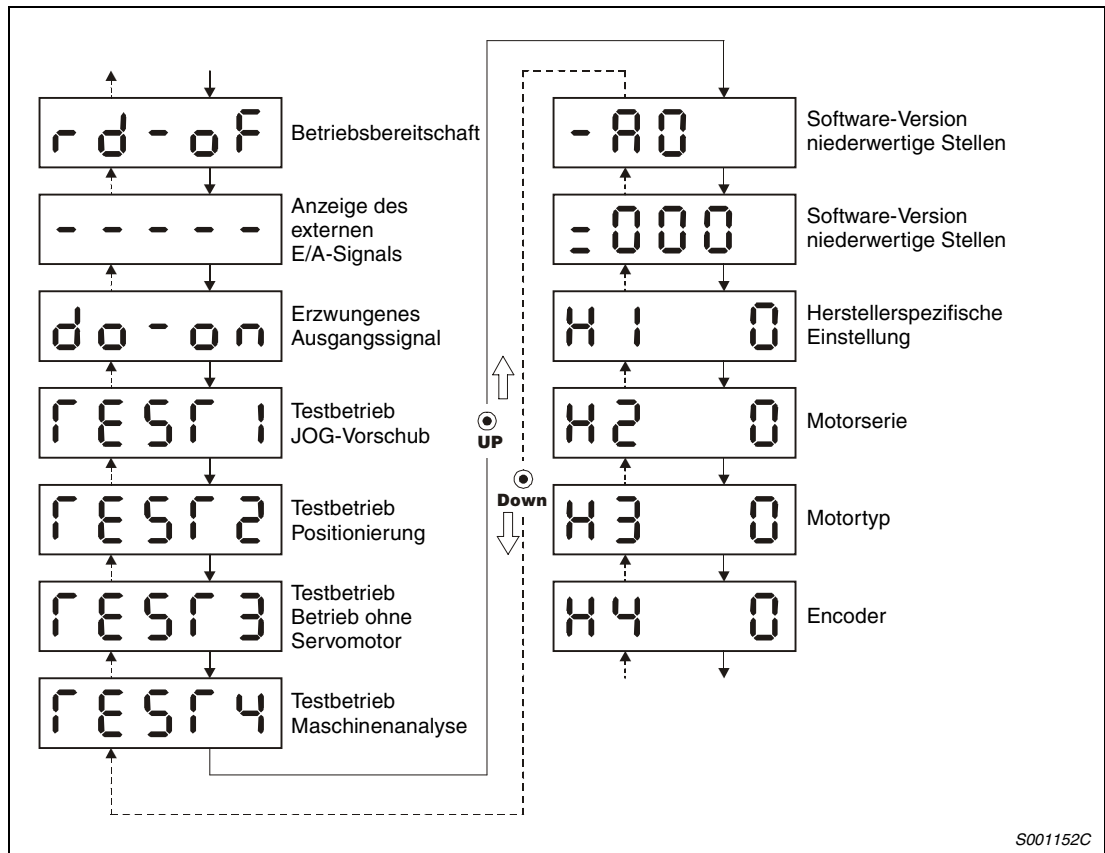 rd-oF
Betriebsbereitschaft
- - - - -
Anzeige des
externen
E/A-Signals
do-on
Erzwungenes
Ausgangssignal
TEST1
Testbetrieb
JOG-Vorschub
TEST2
Testbetrieb
Positionierung
TEST3
Testbetrieb
Betrieb ohne
Servomotor
TEST4
Testbetrieb
Maschinenanalyse
UP
Down
-A0
Software-Version
niederwertige Stellen
=000
Software-Version
niederwertige Stellen
H1 0
Herstellerspezifische
Einstellung
H2 0
Motorserie
H3 0
Motortyp
H4 0
Encoder
S001152C